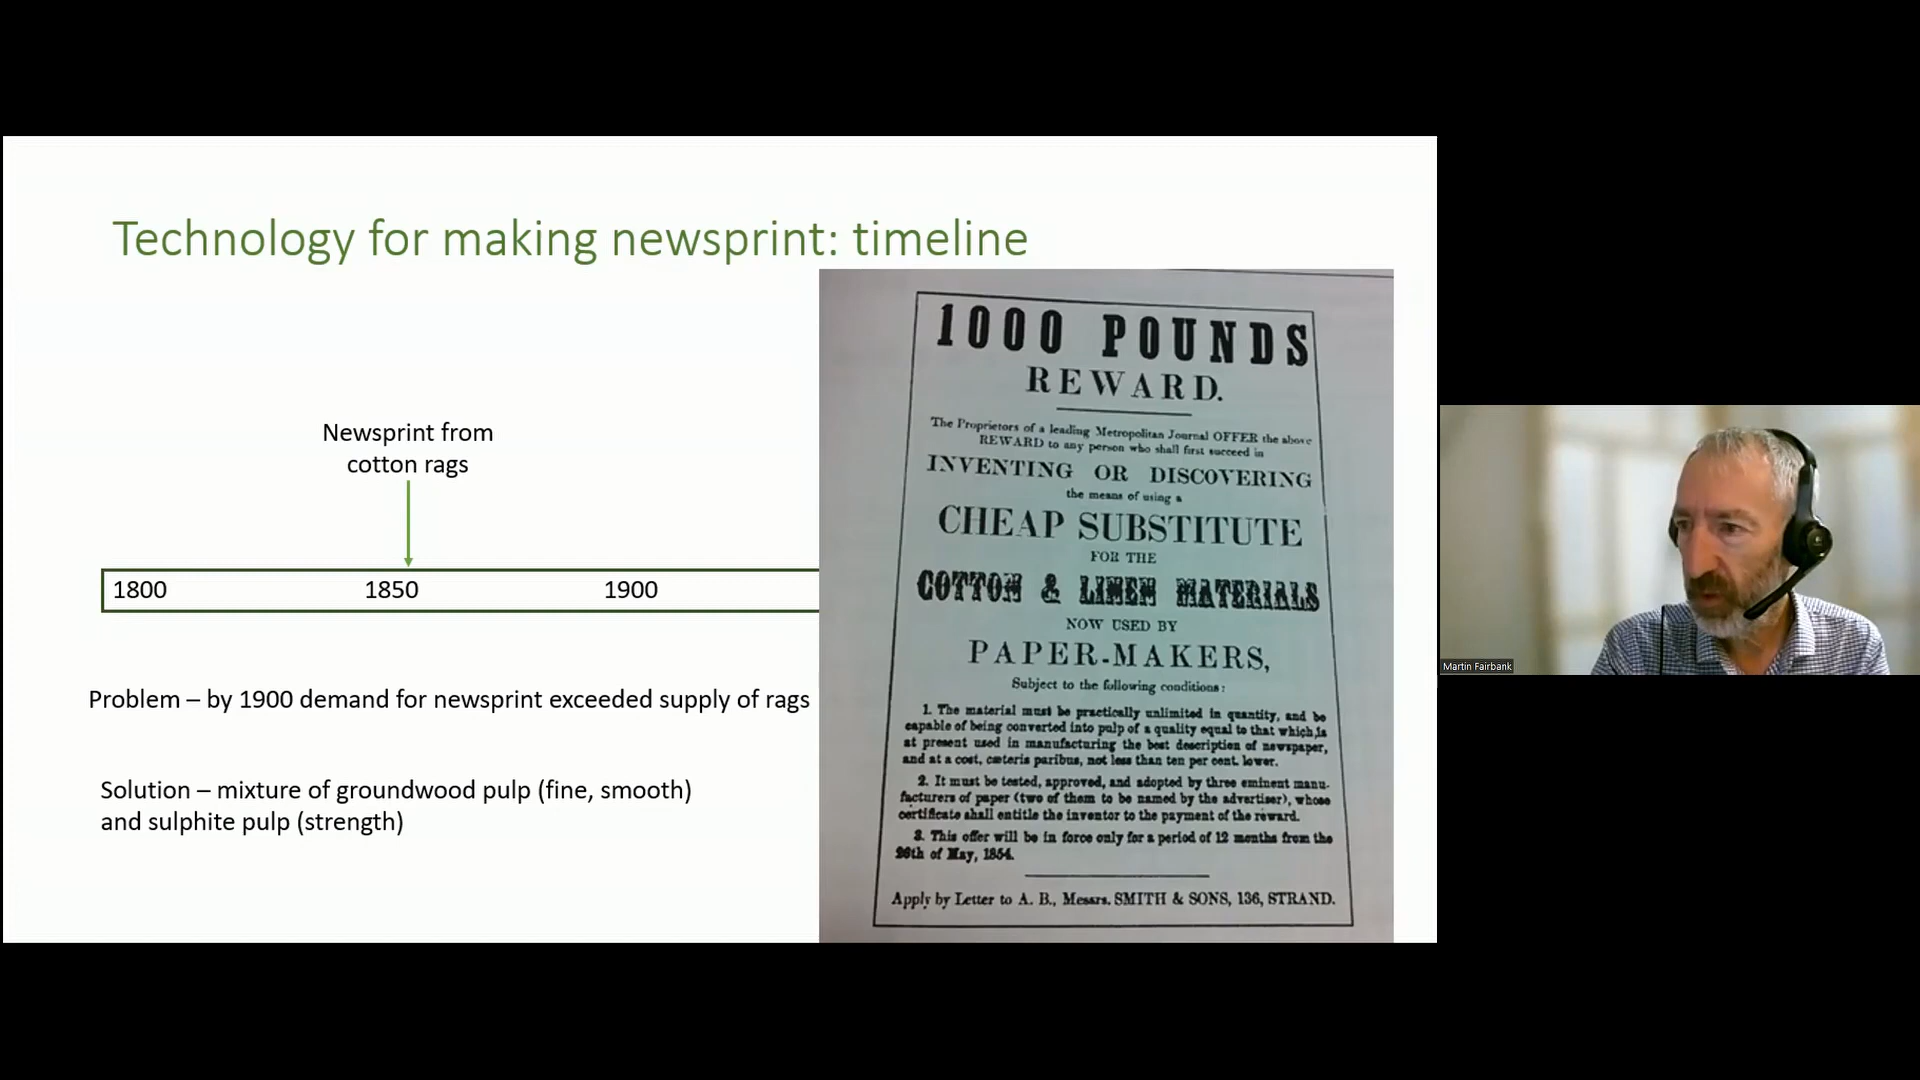 Technology for making newsprint: timeline
Newsprint from
cotton rags
1800 1850 1900
Problem – by 1900 demand for newsprint exceeded supply of rags
Solution – mixture of groundwood pulp (fine, smooth)
and sulphite pulp (strength)
1000 POUNDS
REWARD.
The Proprietors of a leading Metropolitan Journal OFFER the above
REWARD to any person who shall first succeed in
INVENTING OR DISCOVERING
the means of using a
CHEAP SUBSTITUTE
FOR THE
COTTON & LINEN MATERIALS
NOW USED BY
PAPER-MAKERS,
Subject to the following conditions:
1. The material must be practically unlimited in quantity, and be
capable of being converted into pulp of a quality equal to that which is
at present used in manufacturing the best description of newspaper,
and at a cost, cæteris paribus, not less than ten per cent. lower.
2. It must be tested, approved, and adopted by three eminent manu-
facturers of paper (two of them to be named by the advertiser), whose
certificate shall entitle the inventor to the payment of the reward.
3. This offer will be in force only for a period of 12 months from the
26th of May, 1854.
Apply by Letter to A. B., Messrs. SMITH & SONS, 136, STRAND.
Martin Fairbank